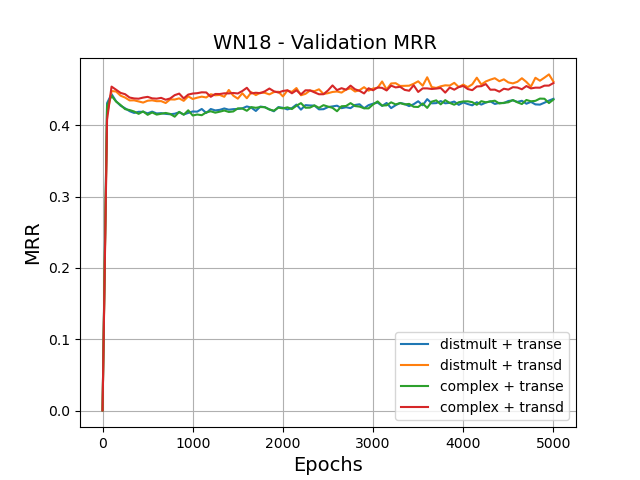 WN18 - Validation MRR
MRR
0.4
0.3
0.2
0.1
0.0
0 1000 2000 3000 4000 5000
Epochs
distmult + transe
distmult + transd
complex + transe
complex + transd